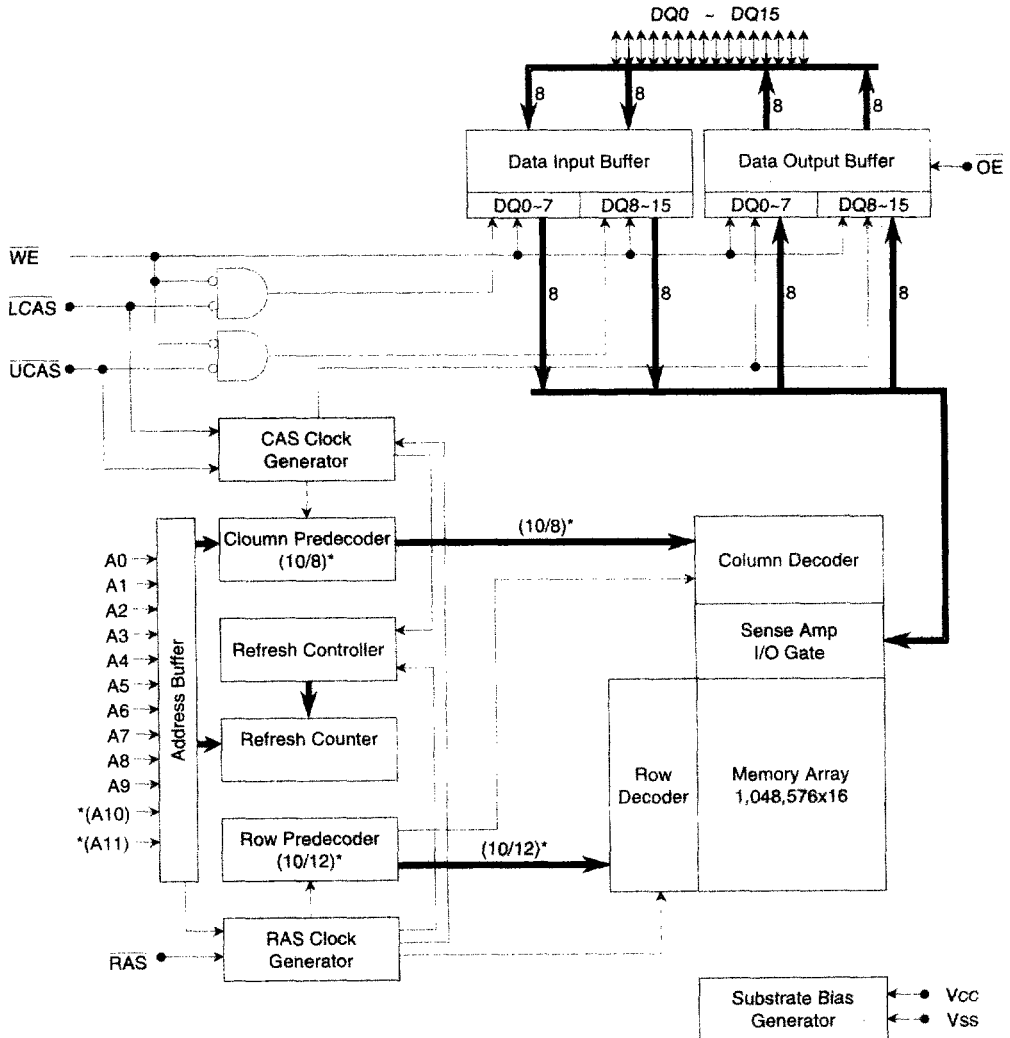 DQ0 ~ DQ15
8
8
8
8
Data Input Buffer
Data Output Buffer
OE
DQ0~7
DQ8~15
DQ0~7
DQ8~15
WE
LCAS
UCAS
8
8
8
8
CAS Clock
Generator
Cloumn Predecoder
(10/8)*
(10/8)*
Column Decoder
A0
A1
A2
A3
A4
A5
A6
A7
A8
A9
*(A10)
*(A11)
Address Buffer
Refresh Controller
Sense Amp
I/O Gate
Refresh Counter
Row
Decoder
Memory Array
1,048,576x16
Row Predecoder
(10/12)*
(10/12)*
RAS
RAS Clock
Generator
Substrate Bias
Generator
Vcc
Vss